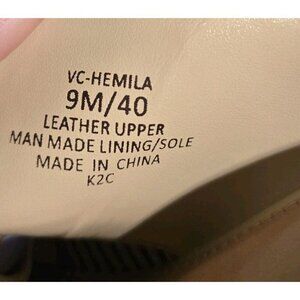 VC-HEMILA
9M/40
LEATHER UPPER
MAN MADE LINING/SOLE
MADE IN CHINA
K2C